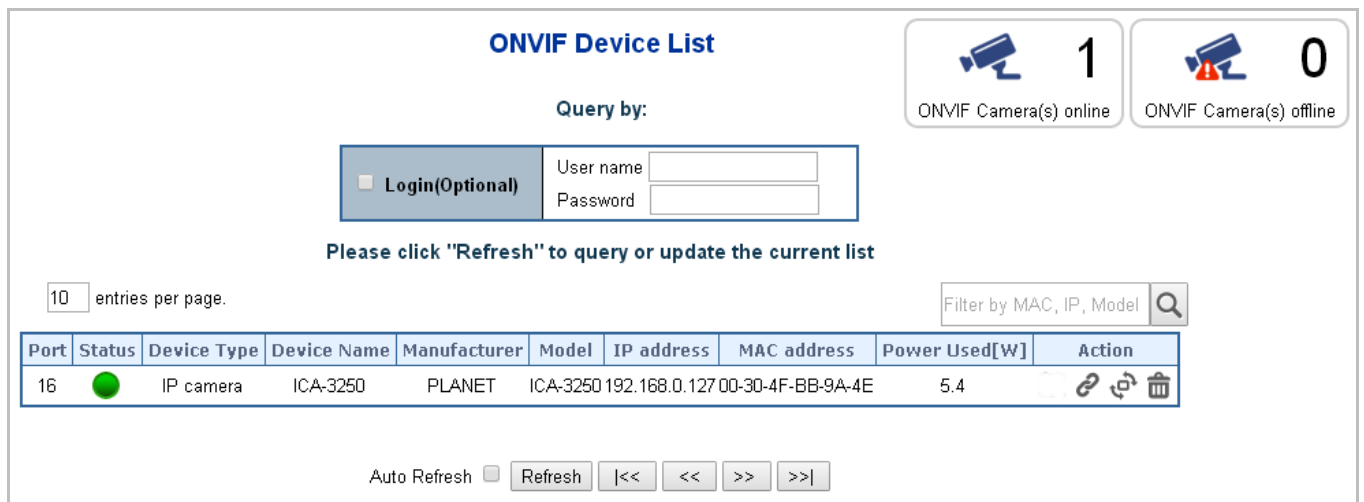 ONVIF Device List
1
ONVIF Camera(s) online
0
ONVIF Camera(s) offline
Query by:
Login(Optional)
User name
Password
Please click "Refresh" to query or update the current list
10 entries per page.
Filter by MAC, IP, Model
Port Status Device Type Device Name Manufacturer Model IP address MAC address Power Used[W] Action
16 IP camera ICA-3250 PLANET ICA-3250 192.168.0.127 00-30-4F-BB-9A-4E 5.4
Auto Refresh Refresh |<< << >> >>|